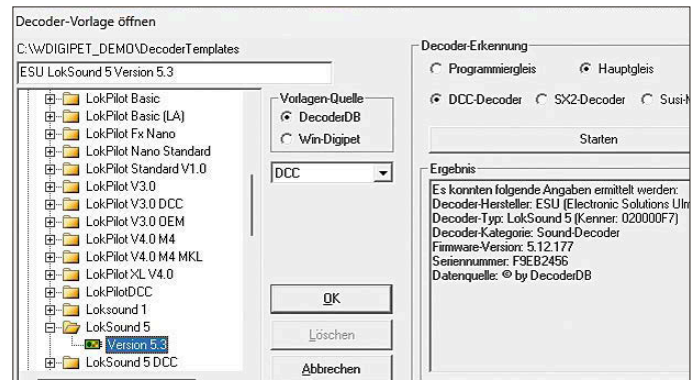 Decoder-Vorlage öffnen
C:\WDIGIPET_DEMO\DecoderTemplates
ESU LokSound 5 Version 5.3
LokPilot Basic
LokPilot Basic (LA)
LokPilot Fx Nano
LokPilot Nano Standard
LokPilot Standard V1.0
LokPilot V3.0
LokPilot V3.0 DCC
LokPilot V3.0 OEM
LokPilot V4.0 M4
LokPilot V4.0 M4 MKL
LokPilot XL V4.0
LokPilotDCC
Loksound 1
LokSound 5
Version 5.3
LokSound 5 DCC
Vorlagen-Quelle
DecoderDB
Win-Digipet
DCC
OK
Löschen
Abbrechen
Decoder-Erkennung
Programmiergleis Hauptgleis
DCC-Decoder SX2-Decoder
Starten
Ergebnis
Es konnten folgende Angaben ermittelt werden:
Decoder-Hersteller: ESU (Electronic Solutions Ulm
Decoder-Typ: LokSound 5 (Kenner: 020000F7)
Decoder-Kategorie: Sound-Decoder
Firmware-Version: 5.12.177
Seriennummer: F9EB2456
Datenquelle: © by DecoderDB